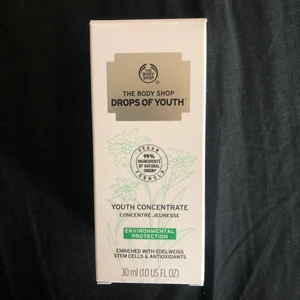 THE
BODY
SHOP
THE BODY SHOP
DROPS OF YOUTH™
VEGAN
99%
INGREDIENTS
OF NATURAL
ORIGIN*
FORMULA
YOUTH CONCENTRATE
CONCENTRÉ JEUNESSE
ENVIRONMENTAL
PROTECTION
ENRICHED WITH EDELWEISS
STEM CELLS & ANTIOXIDANTS
30 ml (1.0 US FL OZ)